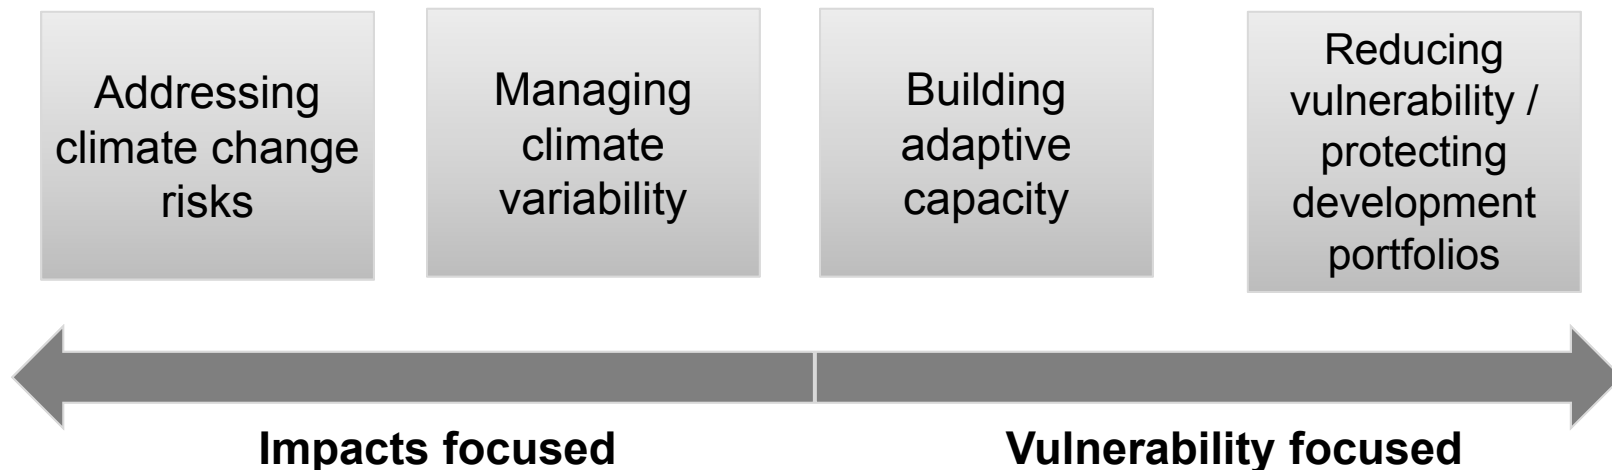 Addressing
climate change
risks
Managing
climate
variability
Building
adaptive
capacity
Reducing
vulnerability /
protecting
development
portfolios
Impacts focused
Vulnerability focused